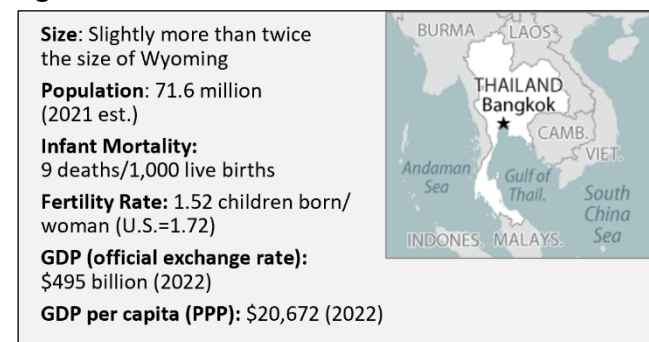 Size: Slightly more than twice
the size of Wyoming
Population: 71.6 million
(2021 est.)
Infant Mortality:
9 deaths/1,000 live births
Fertility Rate: 1.52 children born/
woman (U.S.=1.72)
GDP (official exchange rate):
$495 billion (2022)
GDP per capita (PPP): $20,672 (2022)
BURMA
LAOS
THAILAND
Bangkok
CAMB.
VIET.
Andaman
Sea
Gulf of
Thail.
South
China
Sea
INDONES.
MALAYS.